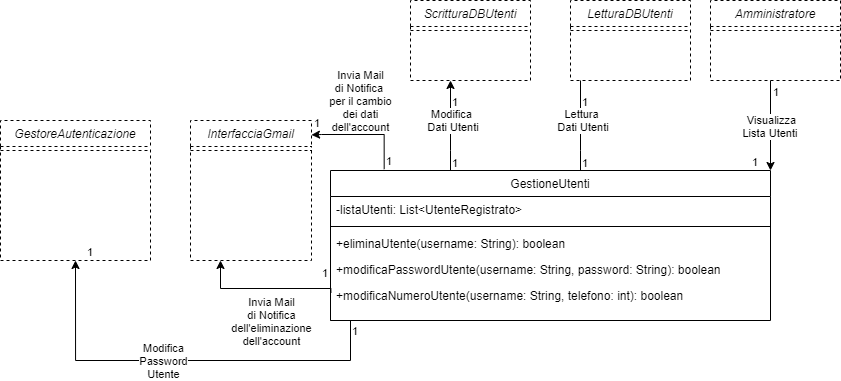 ScritturaDBUtenti
LetturaDBUtenti
Amministratore
Invia Mail
di Notifica
per il cambio
dei dati
dell'account
1
1
1
Modifica
Dati Utenti
Lettura
Dati Utenti
Visualizza
Lista Utenti
GestoreAutenticazione
InterfacciaGmail
1
1
1
1
1
GestioneUtenti
-listaUtenti: List<UtenteRegistrato>
+eliminaUtente(username: String): boolean
+modificaPasswordUtente(username: String, password: String): boolean
+modificaNumeroUtente(username: String, telefono: int): boolean
1
1
Invia Mail
di Notifica
dell'eliminazione
dell'account
1
1
Modifica
Password
Utente